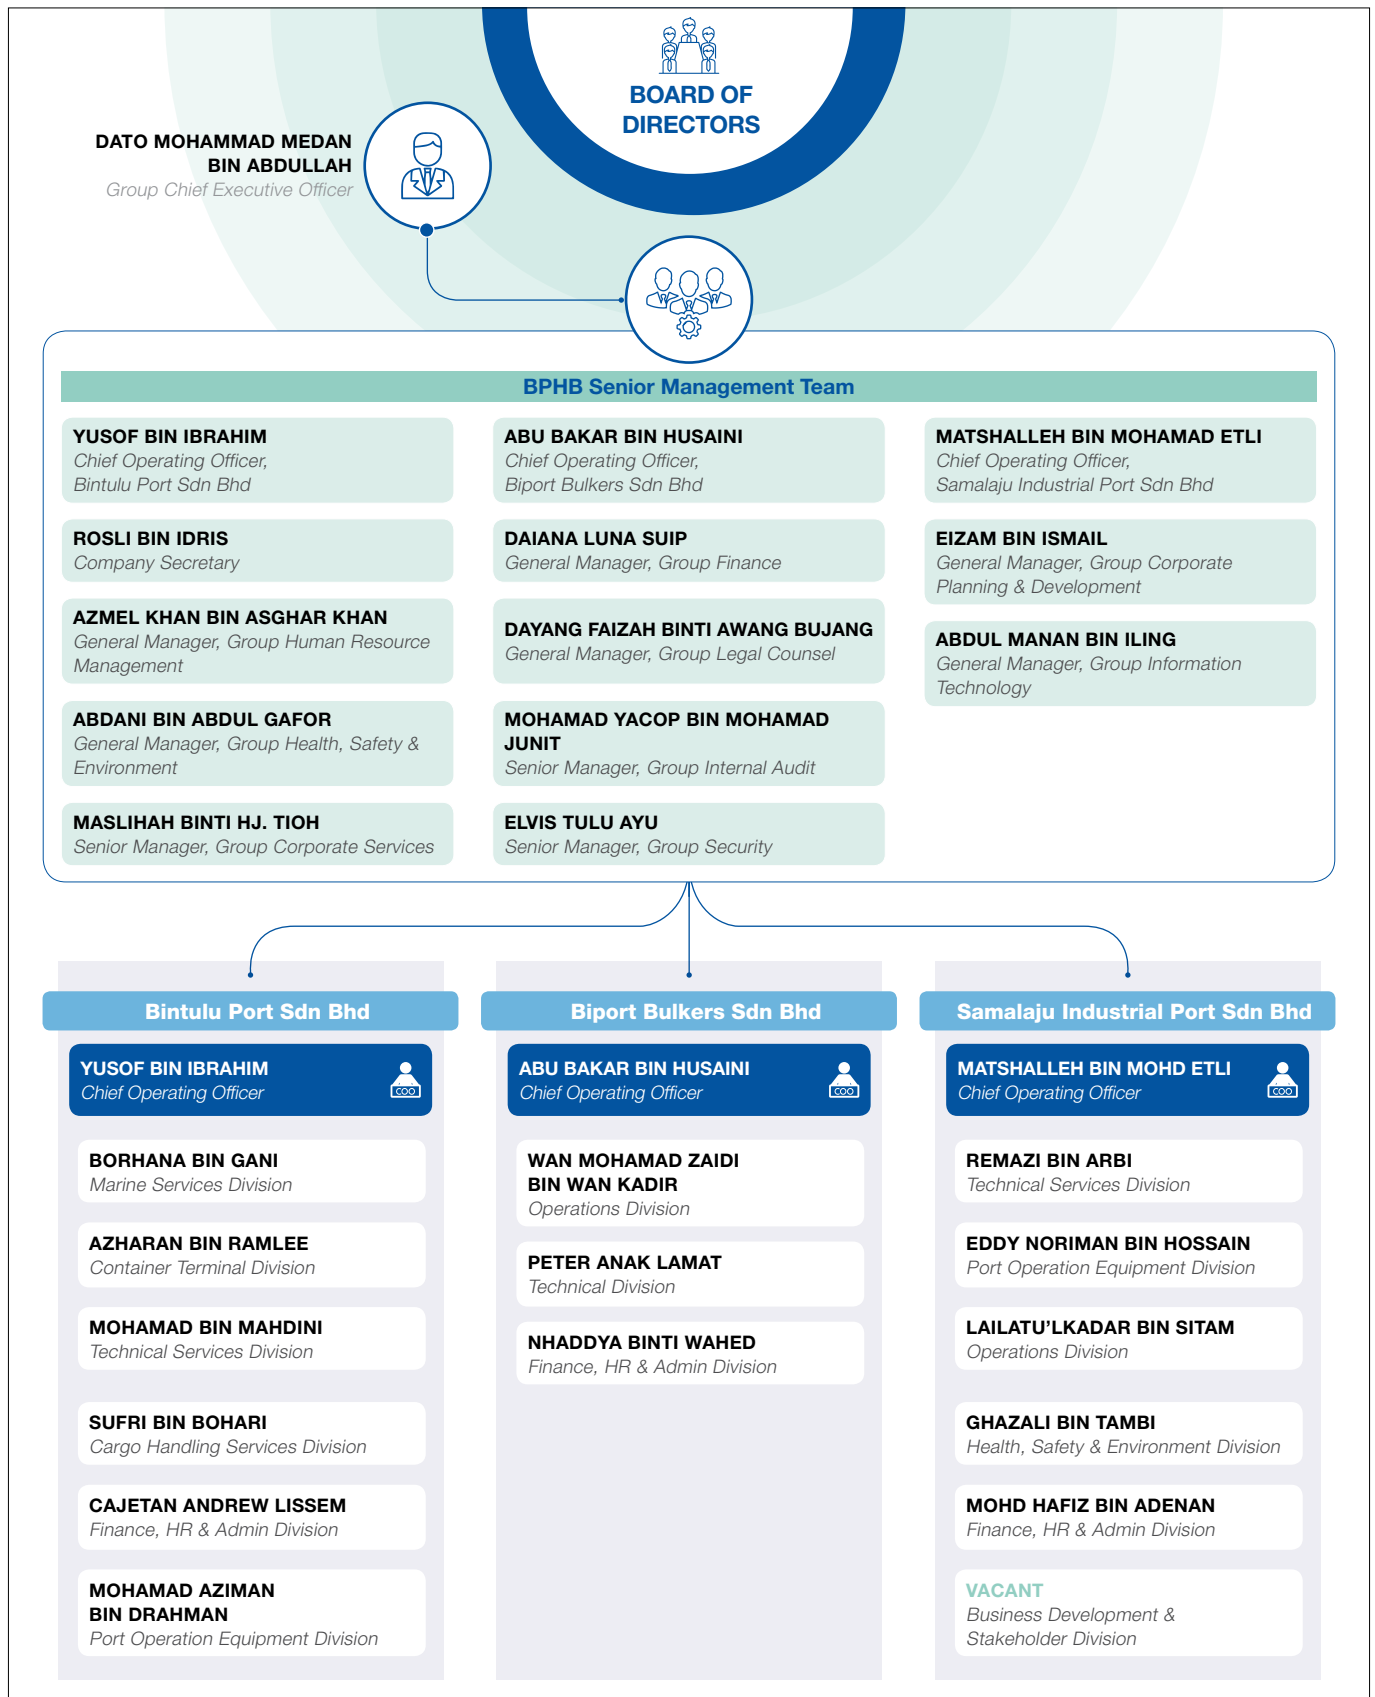 BOARD OF
DIRECTORS
DATO MOHAMMAD MEDAN
BIN ABDULLAH
Group Chief Executive Officer
BPHB Senior Management Team
YUSOF BIN IBRAHIM
Chief Operating Officer,
Bintulu Port Sdn Bhd
ROSLI BIN IDRIS
Company Secretary
AZMEL KHAN BIN ASGHAR KHAN
General Manager, Group Human Resource
Management
ABDANI BIN ABDUL GAFOR
General Manager, Group Health, Safety &
Environment
MASLIHAH BINTI HJ. TIOH
Senior Manager, Group Corporate Services
ABU BAKAR BIN HUSAINI
Chief Operating Officer,
Biport Bulkers Sdn Bhd
DAIANA LUNA SUIP
General Manager, Group Finance
DAYANG FAIZAH BINTI AWANG BUJANG
General Manager, Group Legal Counsel
MOHAMAD YACOP BIN MOHAMAD
JUNIT
Senior Manager, Group Internal Audit
ELVIS TULU AYU
Senior Manager, Group Security
MATSHALLEH BIN MOHAMAD ETLI
Chief Operating Officer,
Samalaju Industrial Port Sdn Bhd
EIZAM BIN ISMAIL
General Manager, Group Corporate
Planning & Development
ABDUL MANAN BIN ILING
General Manager, Group Information
Technology
Bintulu Port Sdn Bhd
YUSOF BIN IBRAHIM
Chief Operating Officer
COO
BORHANA BIN GANI
Marine Services Division
AZHARAN BIN RAMLEE
Container Terminal Division
MOHAMAD BIN MAHDINI
Technical Services Division
SUFRI BIN BOHARI
Cargo Handling Services Division
CAJETAN ANDREW LISSEM
Finance, HR & Admin Division
MOHAMAD AZIMAN
BIN DRAHMAN
Port Operation Equipment Division
Biport Bulkers Sdn Bhd
ABU BAKAR BIN HUSAINI
Chief Operating Officer
COO
WAN MOHAMAD ZAIDI
BIN WAN KADIR
Operations Division
PETER ANAK LAMAT
Technical Division
NHADDYA BINTI WAHED
Finance, HR & Admin Division
Samalaju Industrial Port Sdn Bhd
MATSHALLEH BIN MOHD ETLI
Chief Operating Officer
COO
REMAZI BIN ARBI
Technical Services Division
EDDY NORIMAN BIN HOSSAIN
Port Operation Equipment Division
LAILATU’LKADAR BIN SITAM
Operations Division
GHAZALI BIN TAMBI
Health, Safety & Environment Division
MOHD HAFIZ BIN ADENAN
Finance, HR & Admin Division
VACANT
Business Development &
Stakeholder Division